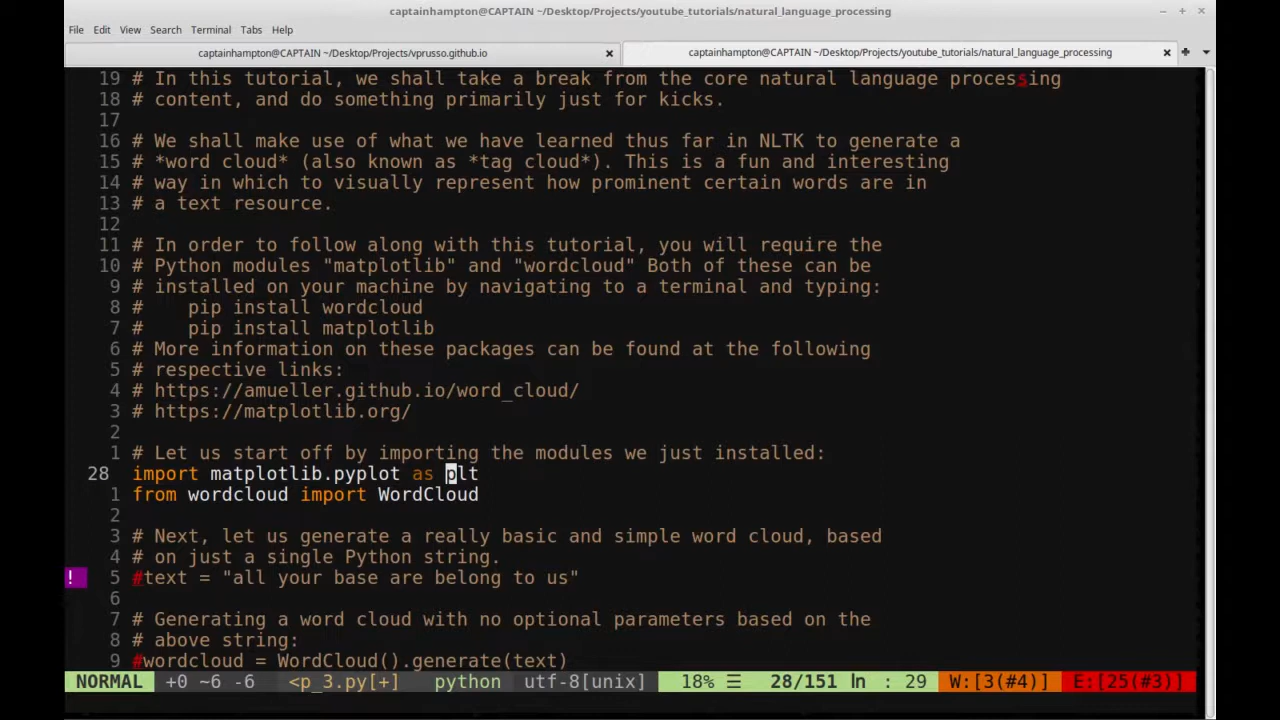 captainhampton@CAPTAIN ~/Desktop/Projects/youtube_tutorials/natural_language_processing
File Edit View Search Terminal Tabs Help
captainhampton@CAPTAIN ~/Desktop/Projects/vprusso.github.io
captainhampton@CAPTAIN ~/Desktop/Projects/youtube_tutorials/natural_language_processing
19 # In this tutorial, we shall take a break from the core natural language processing
18 # content, and do something primarily just for kicks.
17
16 # We shall make use of what we have learned thus far in NLTK to generate a
15 # *word cloud* (also known as *tag cloud*). This is a fun and interesting
14 # way in which to visually represent how prominent certain words are in
13 # a text resource.
12
11 # In order to follow along with this tutorial, you will require the
10 # Python modules "matplotlib" and "wordcloud" Both of these can be
9 # installed on your machine by navigating to a terminal and typing:
8 #    pip install wordcloud
7 #    pip install matplotlib
6 # More information on these packages can be found at the following
5 # respective links:
4 # https://amueller.github.io/word_cloud/
3 # https://matplotlib.org/
2
1 # Let us start off by importing the modules we just installed:
28 import matplotlib.pyplot as plt
1 from wordcloud import WordCloud
2
3 # Next, let us generate a really basic and simple word cloud, based
4 # on just a single Python string.
! 5 #text = "all your base are belong to us"
6
7 # Generating a word cloud with no optional parameters based on the
8 # above string:
9 #wordcloud = WordCloud().generate(text)
NORMAL +0 ~6 -6 <p_3.py[+] python utf-8[unix] 18% ☰ 28/151 ln : 29 W:[3(#4)] E:[25(#3)]